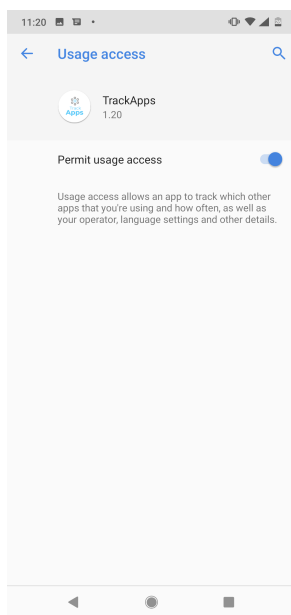 11:20
Usage access
Apps
TrackApps
1.20
Permit usage access
Usage access allows an app to track which other
apps that you're using and how often, as well as
your operator, language settings and other details.